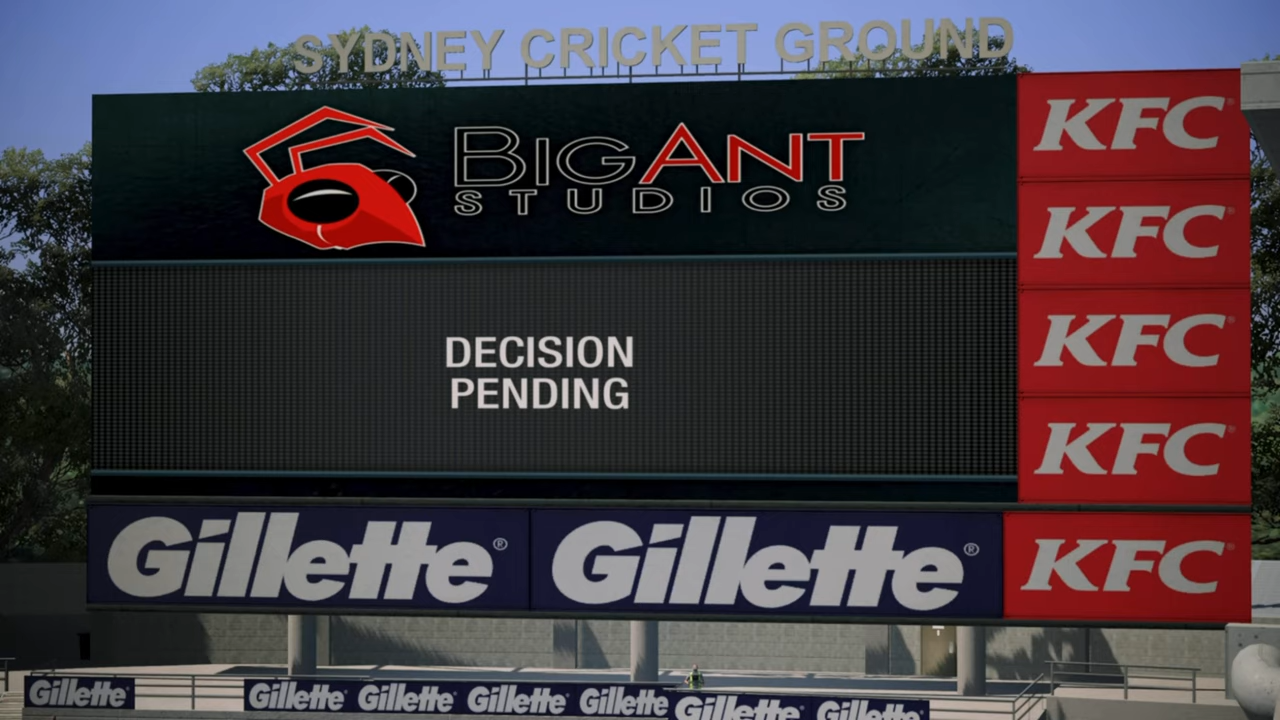 SYDNEY CRICKET GROUND
BIGANT
STUDIOS
KFC
KFC
KFC
KFC
DECISION
PENDING
Gillette® Gillette® KFC
Gillette Gillette Gillette Gillette Gillette Gillette Gillette